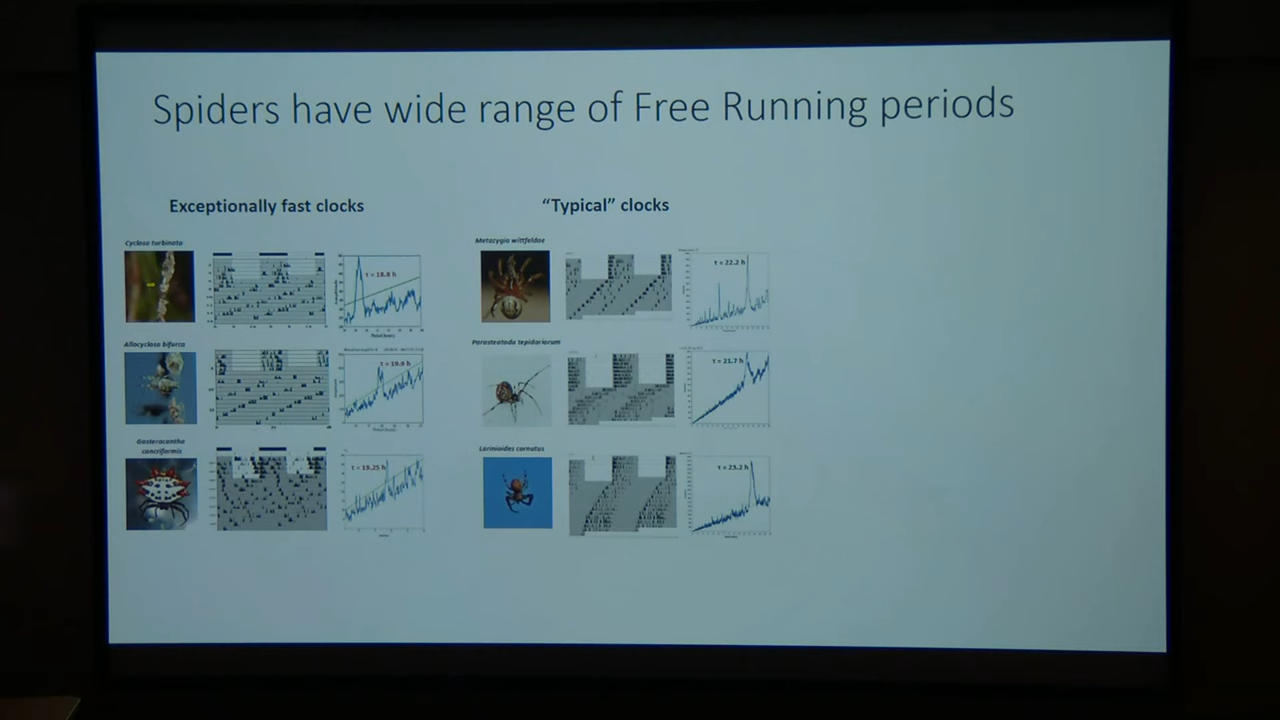 Spiders have wide range of Free Running periods
Exceptionally fast clocks
"Typical" clocks
Cyclosa turbinata
τ = 18.8 h
Metazygia wittfeldae
τ = 22.2 h
Allocyclosa bifurca
τ = 19.0 h
Parasteatoda tepidariorum
τ = 21.7 h
Gasteracantha
cancriformis
τ = 19.25 h
Larinioides cornutus
τ = 23.2 h